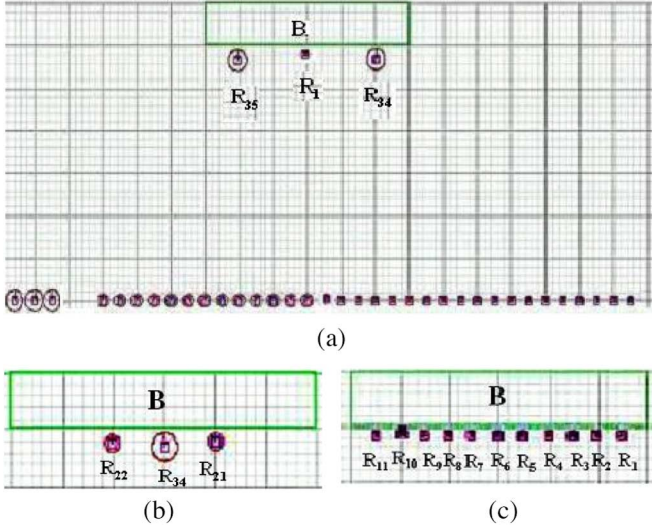 B
R35 R1 R34
(a)
B
R22 R34 R21
(b)
B
R11 R10 R9 R8 R7 R6 R5 R4 R3 R2 R1
(c)